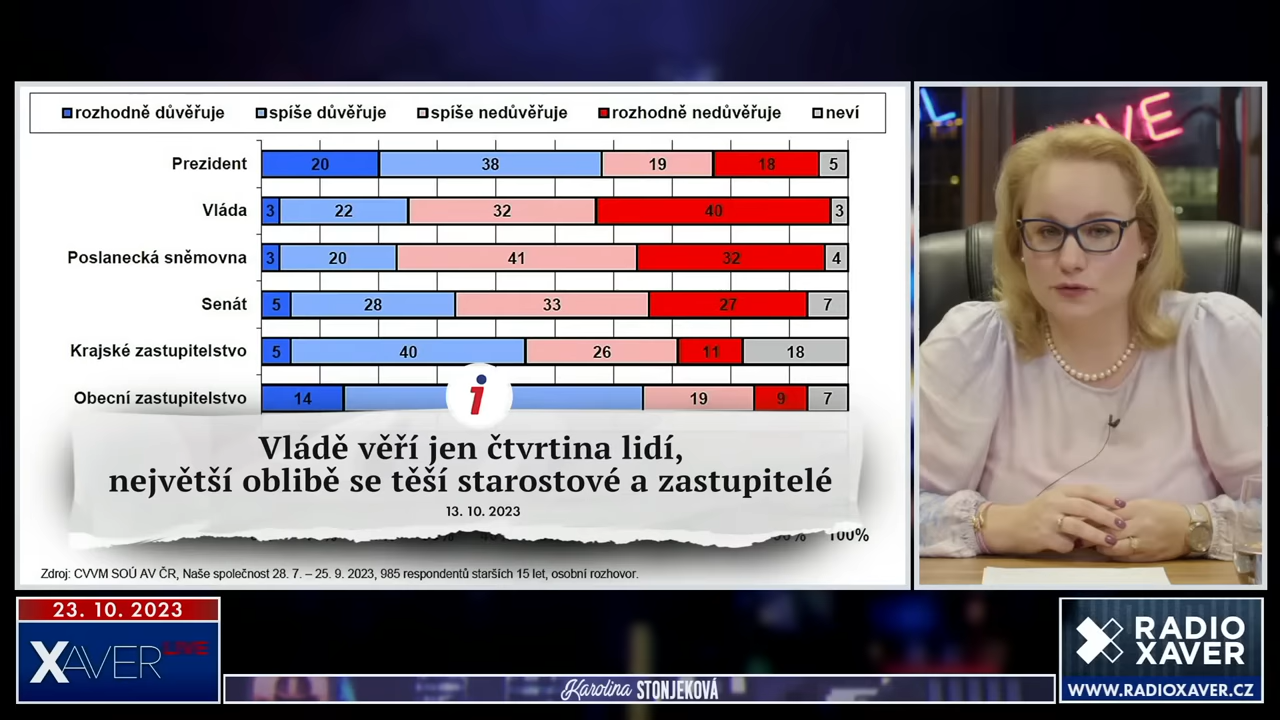 rozhodně důvěřuje spíše důvěřuje spíše nedůvěřuje rozhodně nedůvěřuje neví
Prezident 20 38 19 18 5
Vláda 3 22 32 40 3
Poslanecká sněmovna 3 20 41 32 4
Senát 5 28 33 27 7
Krajské zastupitelstvo 5 40 26 11 18
Obecní zastupitelstvo 14 19 9 7
i
Vládě věří jen čtvrtina lidí,
největší oblibě se těší starostové a zastupitelé
13. 10. 2023
100%
Zdroj: CVVM SOÚ AV ČR, Naše společnost 28. 7. – 25. 9. 2023, 985 respondentů starších 15 let, osobní rozhovor.
LIVE
23. 10. 2023
XAVER LIVE
Karolina STONJEKOVÁ
RADIO
XAVER
WWW.RADIOXAVER.CZ